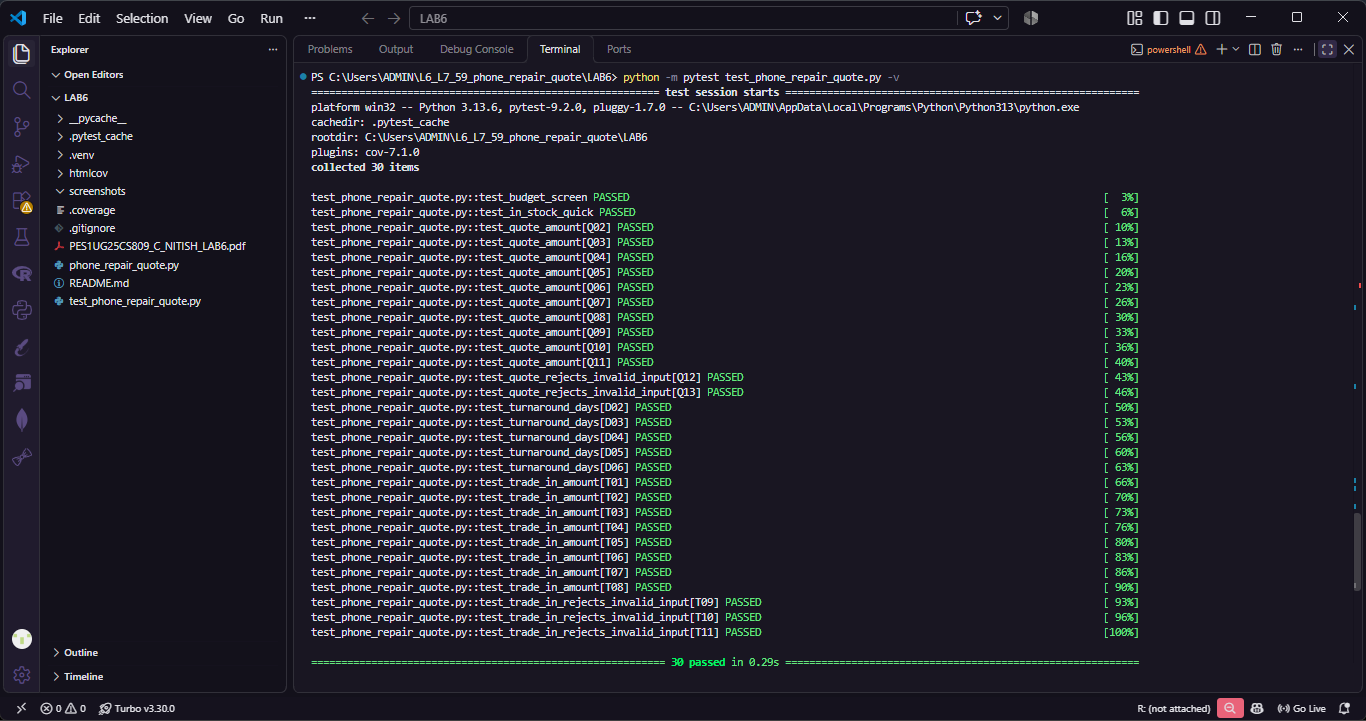 File Edit Selection View Go Run ··· LAB6
Explorer ···
Open Editors
LAB6
__pycache__
.pytest_cache
.venv
htmlcov
screenshots
.coverage
.gitignore
PES1UG25CS809_C_NITISH_LAB6.pdf
phone_repair_quote.py
README.md
test_phone_repair_quote.py
Outline
Timeline
Problems Output Debug Console Terminal Ports powershell
PS C:\Users\ADMIN\L6_L7_59_phone_repair_quote\LAB6> python -m pytest test_phone_repair_quote.py -v
========================================================= test session starts ==========================================================
platform win32 -- Python 3.13.6, pytest-9.2.0, pluggy-1.7.0 -- C:\Users\ADMIN\AppData\Local\Programs\Python\Python313\python.exe
cachedir: .pytest_cache
rootdir: C:\Users\ADMIN\L6_L7_59_phone_repair_quote\LAB6
plugins: cov-7.1.0
collected 30 items
test_phone_repair_quote.py::test_budget_screen PASSED [  3%]
test_phone_repair_quote.py::test_in_stock_quick PASSED [  6%]
test_phone_repair_quote.py::test_quote_amount[Q02] PASSED [ 10%]
test_phone_repair_quote.py::test_quote_amount[Q03] PASSED [ 13%]
test_phone_repair_quote.py::test_quote_amount[Q04] PASSED [ 16%]
test_phone_repair_quote.py::test_quote_amount[Q05] PASSED [ 20%]
test_phone_repair_quote.py::test_quote_amount[Q06] PASSED [ 23%]
test_phone_repair_quote.py::test_quote_amount[Q07] PASSED [ 26%]
test_phone_repair_quote.py::test_quote_amount[Q08] PASSED [ 30%]
test_phone_repair_quote.py::test_quote_amount[Q09] PASSED [ 33%]
test_phone_repair_quote.py::test_quote_amount[Q10] PASSED [ 36%]
test_phone_repair_quote.py::test_quote_amount[Q11] PASSED [ 40%]
test_phone_repair_quote.py::test_quote_rejects_invalid_input[Q12] PASSED [ 43%]
test_phone_repair_quote.py::test_quote_rejects_invalid_input[Q13] PASSED [ 46%]
test_phone_repair_quote.py::test_turnaround_days[D02] PASSED [ 50%]
test_phone_repair_quote.py::test_turnaround_days[D03] PASSED [ 53%]
test_phone_repair_quote.py::test_turnaround_days[D04] PASSED [ 56%]
test_phone_repair_quote.py::test_turnaround_days[D05] PASSED [ 60%]
test_phone_repair_quote.py::test_turnaround_days[D06] PASSED [ 63%]
test_phone_repair_quote.py::test_trade_in_amount[T01] PASSED [ 66%]
test_phone_repair_quote.py::test_trade_in_amount[T02] PASSED [ 70%]
test_phone_repair_quote.py::test_trade_in_amount[T03] PASSED [ 73%]
test_phone_repair_quote.py::test_trade_in_amount[T04] PASSED [ 76%]
test_phone_repair_quote.py::test_trade_in_amount[T05] PASSED [ 80%]
test_phone_repair_quote.py::test_trade_in_amount[T06] PASSED [ 83%]
test_phone_repair_quote.py::test_trade_in_amount[T07] PASSED [ 86%]
test_phone_repair_quote.py::test_trade_in_amount[T08] PASSED [ 90%]
test_phone_repair_quote.py::test_trade_in_rejects_invalid_input[T09] PASSED [ 93%]
test_phone_repair_quote.py::test_trade_in_rejects_invalid_input[T10] PASSED [ 96%]
test_phone_repair_quote.py::test_trade_in_rejects_invalid_input[T11] PASSED [100%]
========================================================== 30 passed in 0.29s ==========================================================
0 0 Turbo v3.30.0 R: (not attached) Go Live